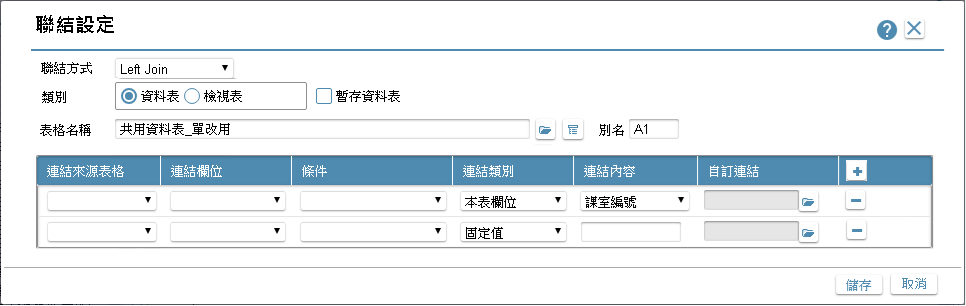 聯結設定
?
聯結方式 Left Join
類別 資料表 檢視表 暫存資料表
表格名稱 共用資料表_單改用 別名 A1
連結來源表格 連結欄位 條件 連結類別 連結內容 自訂連結
本表欄位 課室編號
固定值
儲存 取消